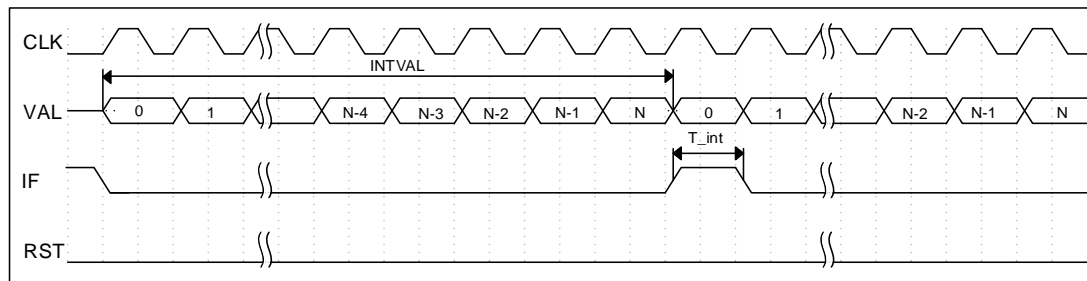 CLK
INTVAL
VAL 0 1 N-4 N-3 N-2 N-1 N 0 1 N-2 N-1 N
T_int
IF
RST